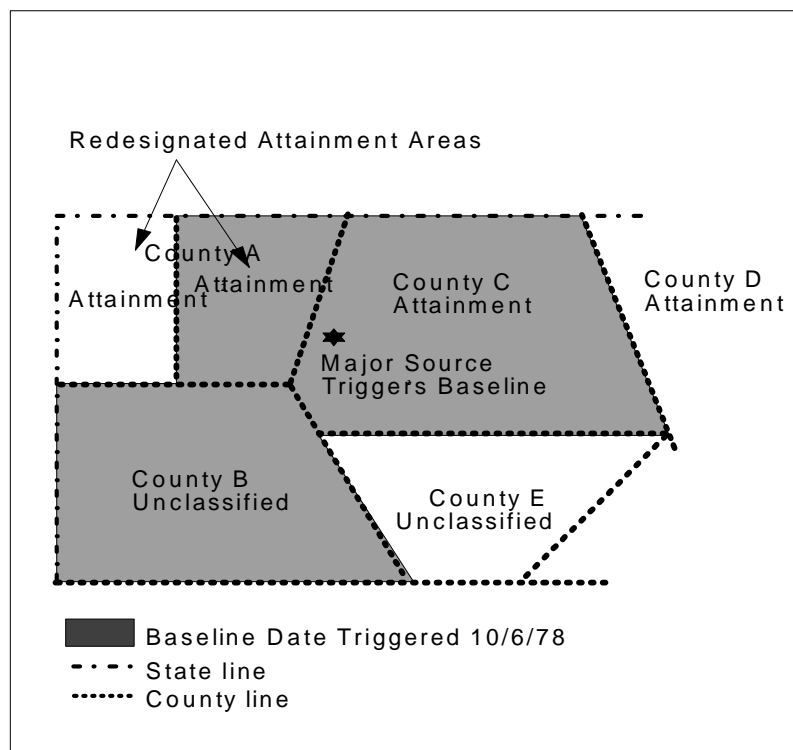 Redesignated Attainment Areas
County A
Attainment
Attainment
County C
Attainment
County D
Attainment
Major Source
Triggers Baseline
County B
Unclassified
County E
Unclassified
Baseline Date Triggered 10/6/78
State line
County line